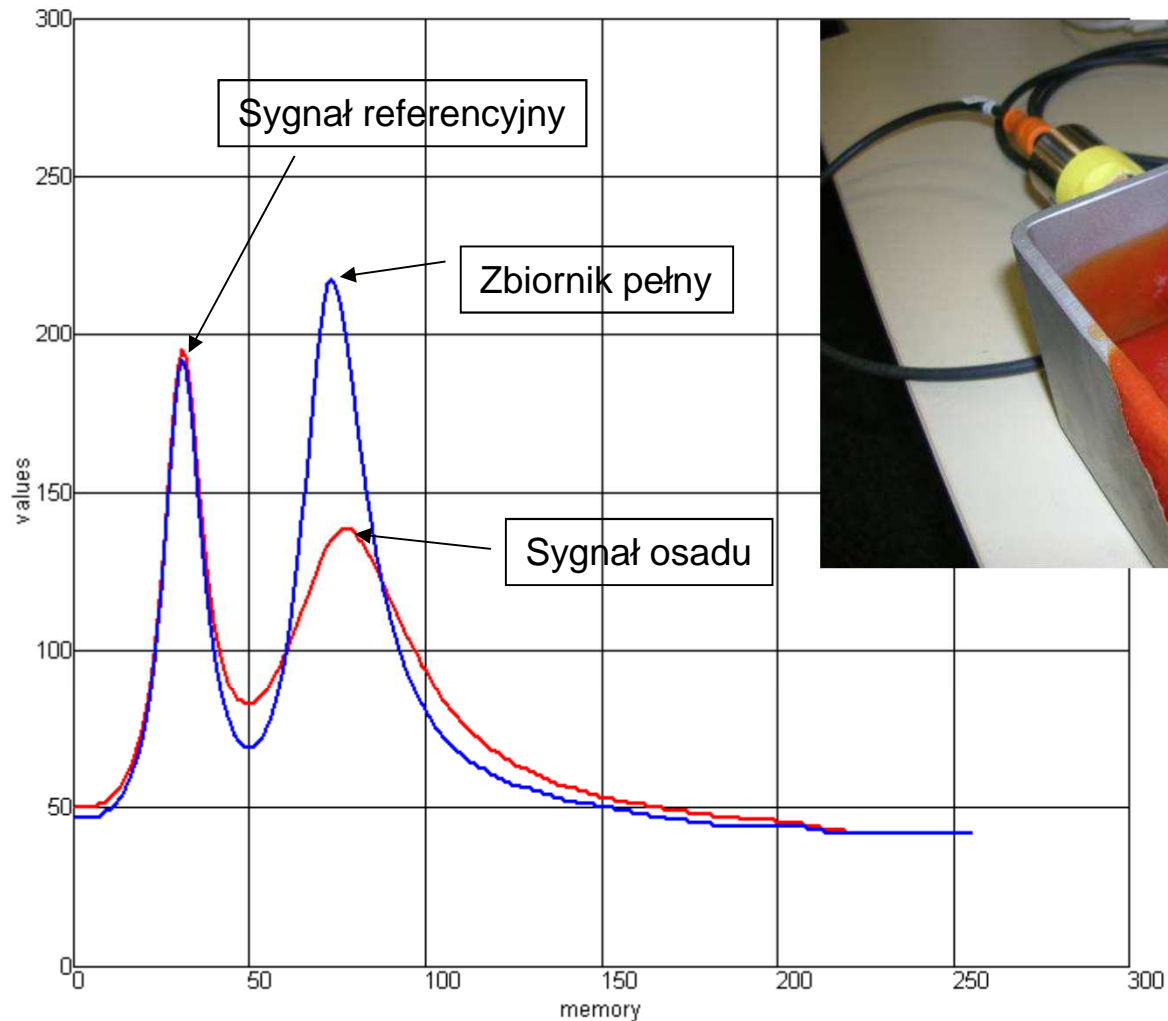 300
250
200
150
100
50
0
values
Sygnał referencyjny
Zbiornik pełny
Sygnał osadu
0 50 100 150 200 250 300
memory